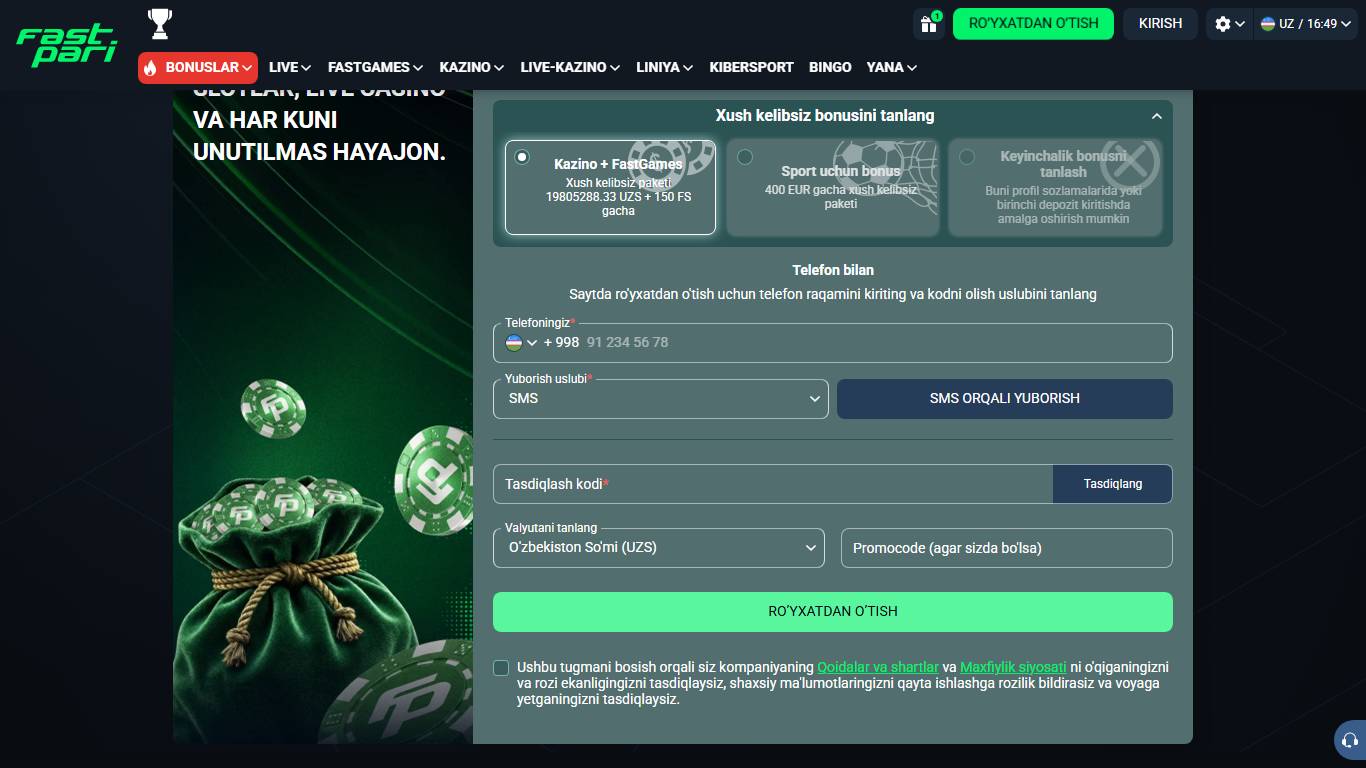 fast pari
1
RO'YXATDAN O'TISH
KIRISH
UZ / 16:49
BONUSLAR
LIVE
FASTGAMES
KAZINO
LIVE-KAZINO
LINIYA
KIBERSPORT
BINGO
YANA
SLOTLAR, LIVE CASINO
VA HAR KUNI
UNUTILMAS HAYAJON.
Xush kelibsiz bonusini tanlang
Kazino + FastGames
Xush kelibsiz paketi
19805288.33 UZS + 150 FS
gacha
Sport uchun bonus
400 EUR gacha xush kelibsiz
paketi
Keyinchalik bonusni
tanlash
Buni profil sozlamalarida yoki
birinchi depozit kiritishda
amalga oshirish mumkin
Telefon bilan
Saytda ro'yxatdan o'tish uchun telefon raqamini kiriting va kodni olish uslubini tanlang
Telefoningiz*
+ 998 91 234 56 78
Yuborish uslubi*
SMS
SMS ORQALI YUBORISH
Tasdiqlash kodi*
Tasdiqlang
Valyutani tanlang
O'zbekiston So'mi (UZS)
Promocode (agar sizda bo'lsa)
RO'YXATDAN O'TISH
Ushbu tugmani bosish orqali siz kompaniyaning Qoidalar va shartlar va Maxfiylik siyosati ni o'qiganingizni
va rozi ekanligingizni tasdiqlaysiz, shaxsiy ma'lumotlaringizni qayta ishlashga rozilik bildirasiz va voyaga
yetganingizni tasdiqlaysiz.